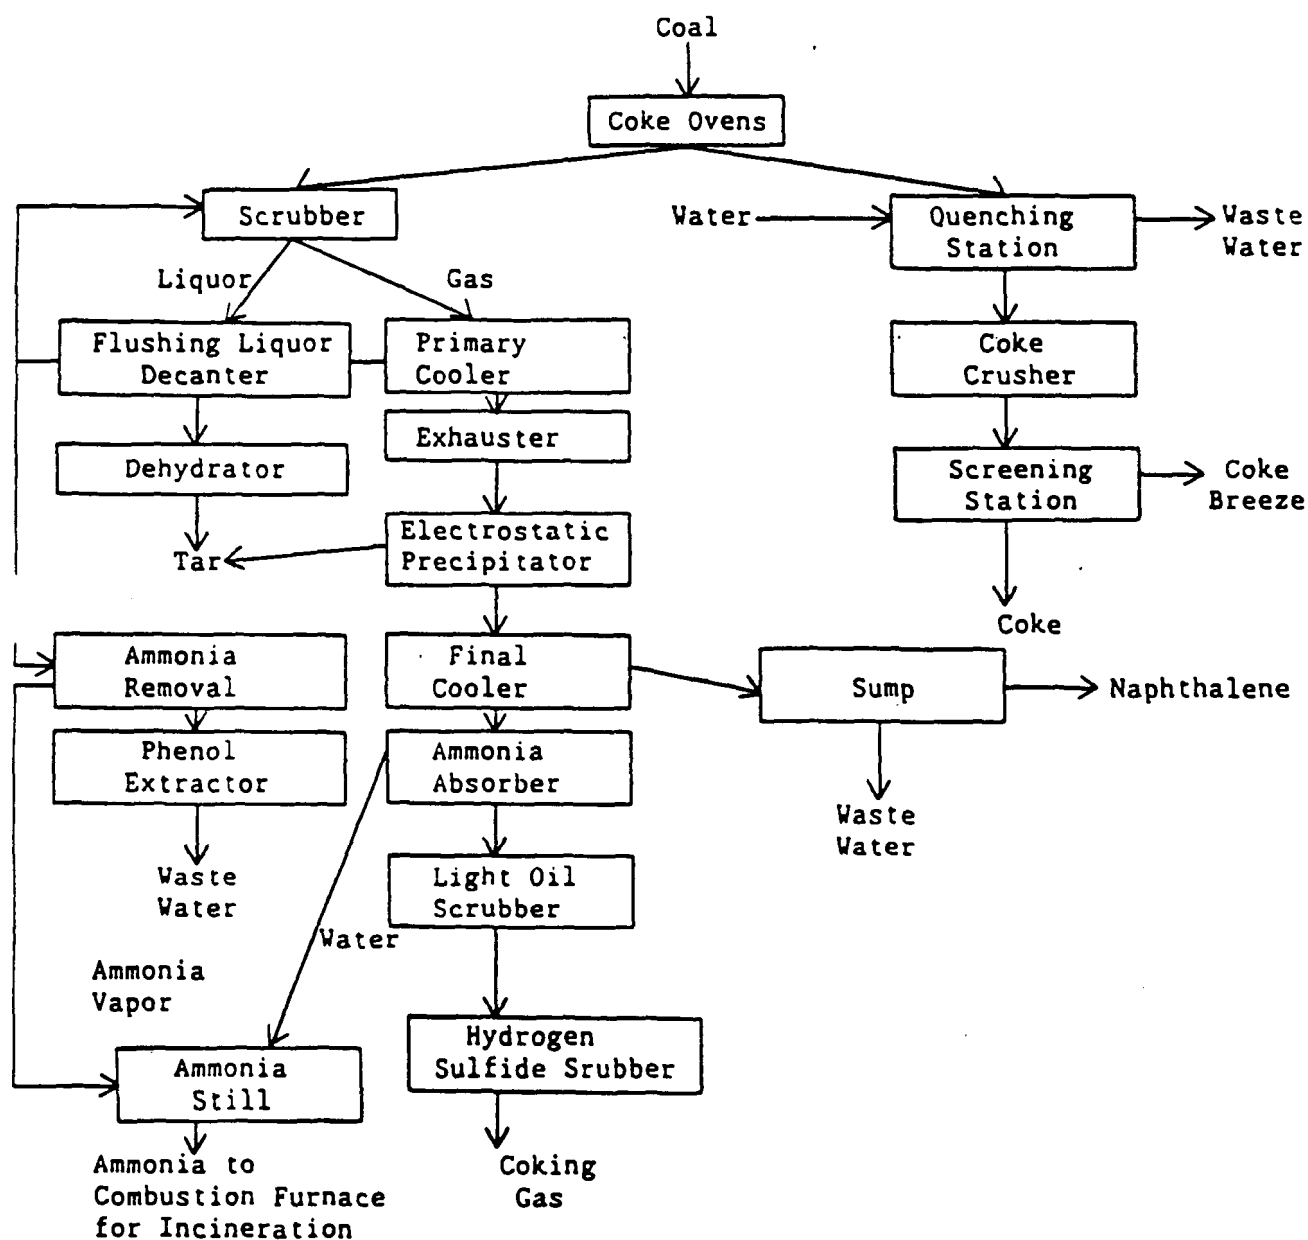 Coal
Coke Ovens
Scrubber
Water
Quenching
Station
Waste
Water
Liquor
Gas
Flushing Liquor
Decanter
Primary
Cooler
Coke
Crusher
Exhauster
Dehydrator
Screening
Station
Coke
Breeze
Electrostatic
Precipitator
Tar
Coke
Ammonia
Removal
Final
Cooler
Sump
Naphthalene
Phenol
Extractor
Ammonia
Absorber
Waste
Water
Waste
Water
Light Oil
Scrubber
Water
Ammonia
Vapor
Hydrogen
Sulfide Srubber
Ammonia
Still
Ammonia to
Combustion Furnace
for Incineration
Coking
Gas